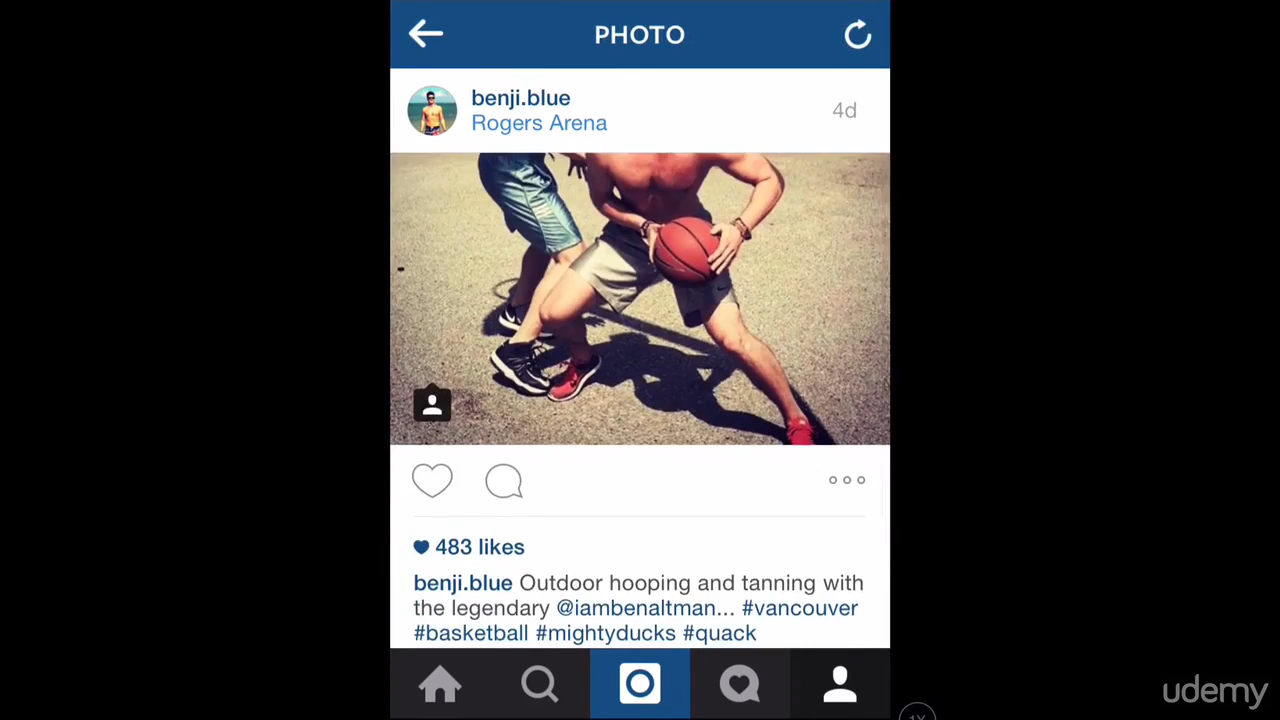 PHOTO
benji.blue
Rogers Arena
4d
483 likes
benji.blue Outdoor hooping and tanning with
the legendary @iambenaltman... #vancouver
#basketball #mightyducks #quack
udemy